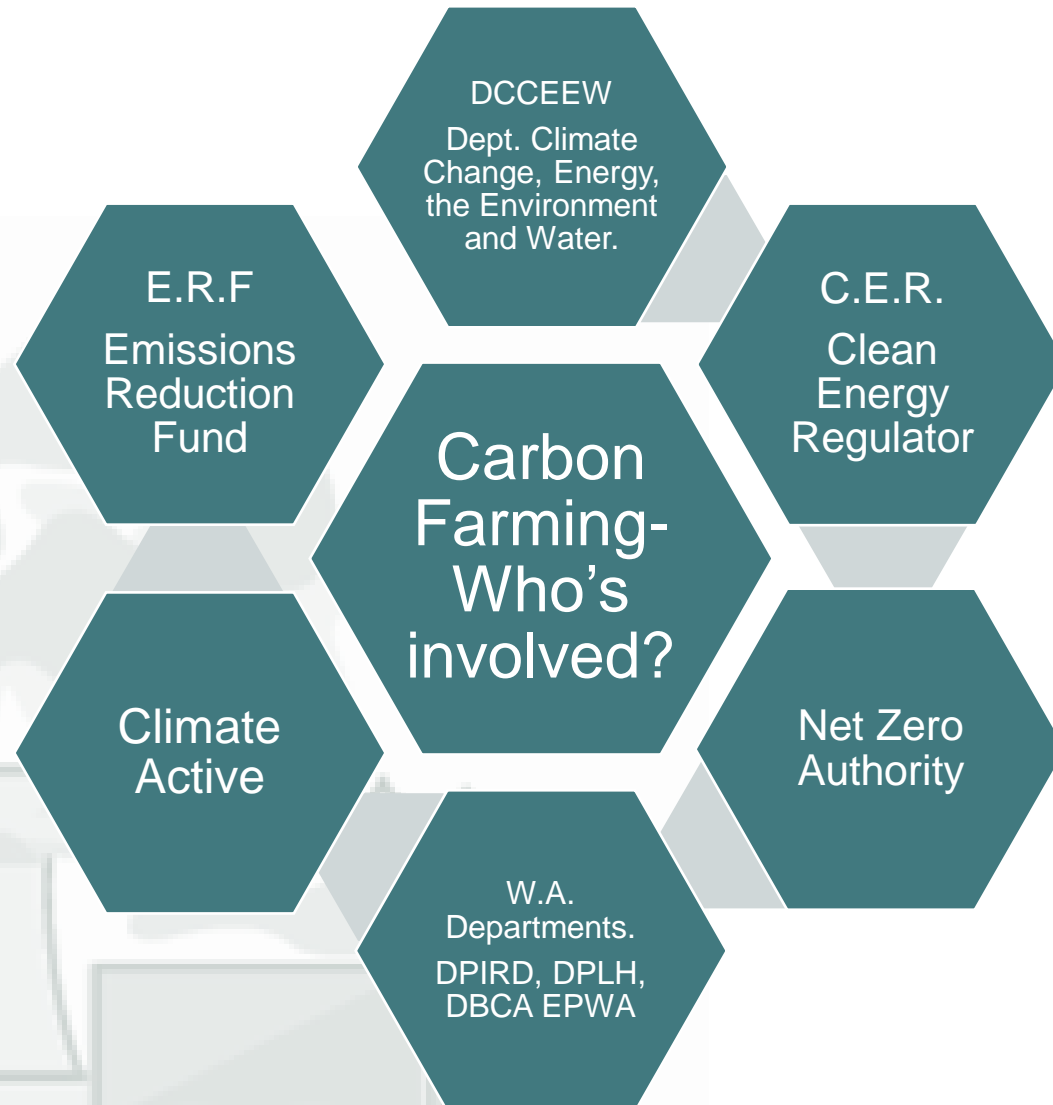 DCCEEW
Dept. Climate
Change, Energy,
the Environment
and Water.
E.R.F
Emissions
Reduction
Fund
C.E.R.
Clean
Energy
Regulator
Carbon
Farming-
Who’s
involved?
Climate
Active
Net Zero
Authority
W.A.
Departments.
DPIRD, DPLH,
DBCA EPWA